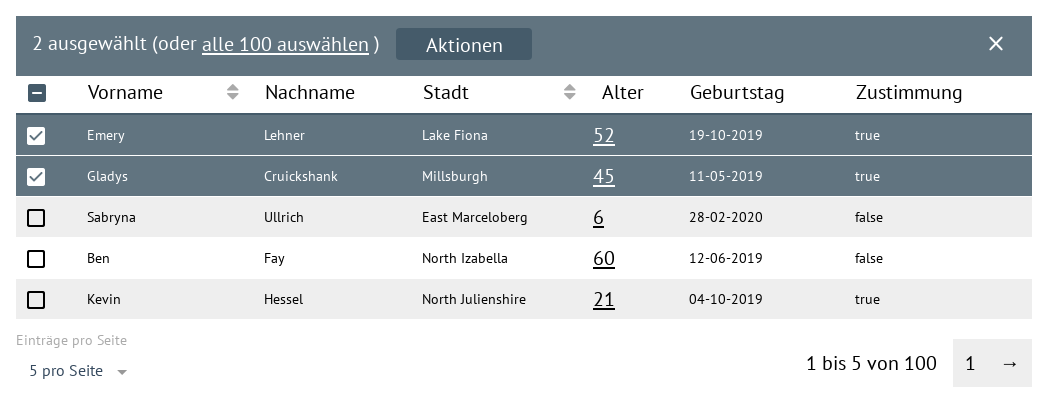 2 ausgewählt (oder alle 100 auswählen ) Aktionen
Vorname Nachname Stadt Alter Geburtstag Zustimmung
Emery Lehner Lake Fiona 52 19-10-2019 true
Gladys Cruickshank Millsburgh 45 11-05-2019 true
Sabryna Ullrich East Marceloberg 6 28-02-2020 false
Ben Fay North Izabella 60 12-06-2019 false
Kevin Hessel North Julienshire 21 04-10-2019 true
Einträge pro Seite
5 pro Seite
1 bis 5 von 100 1 →